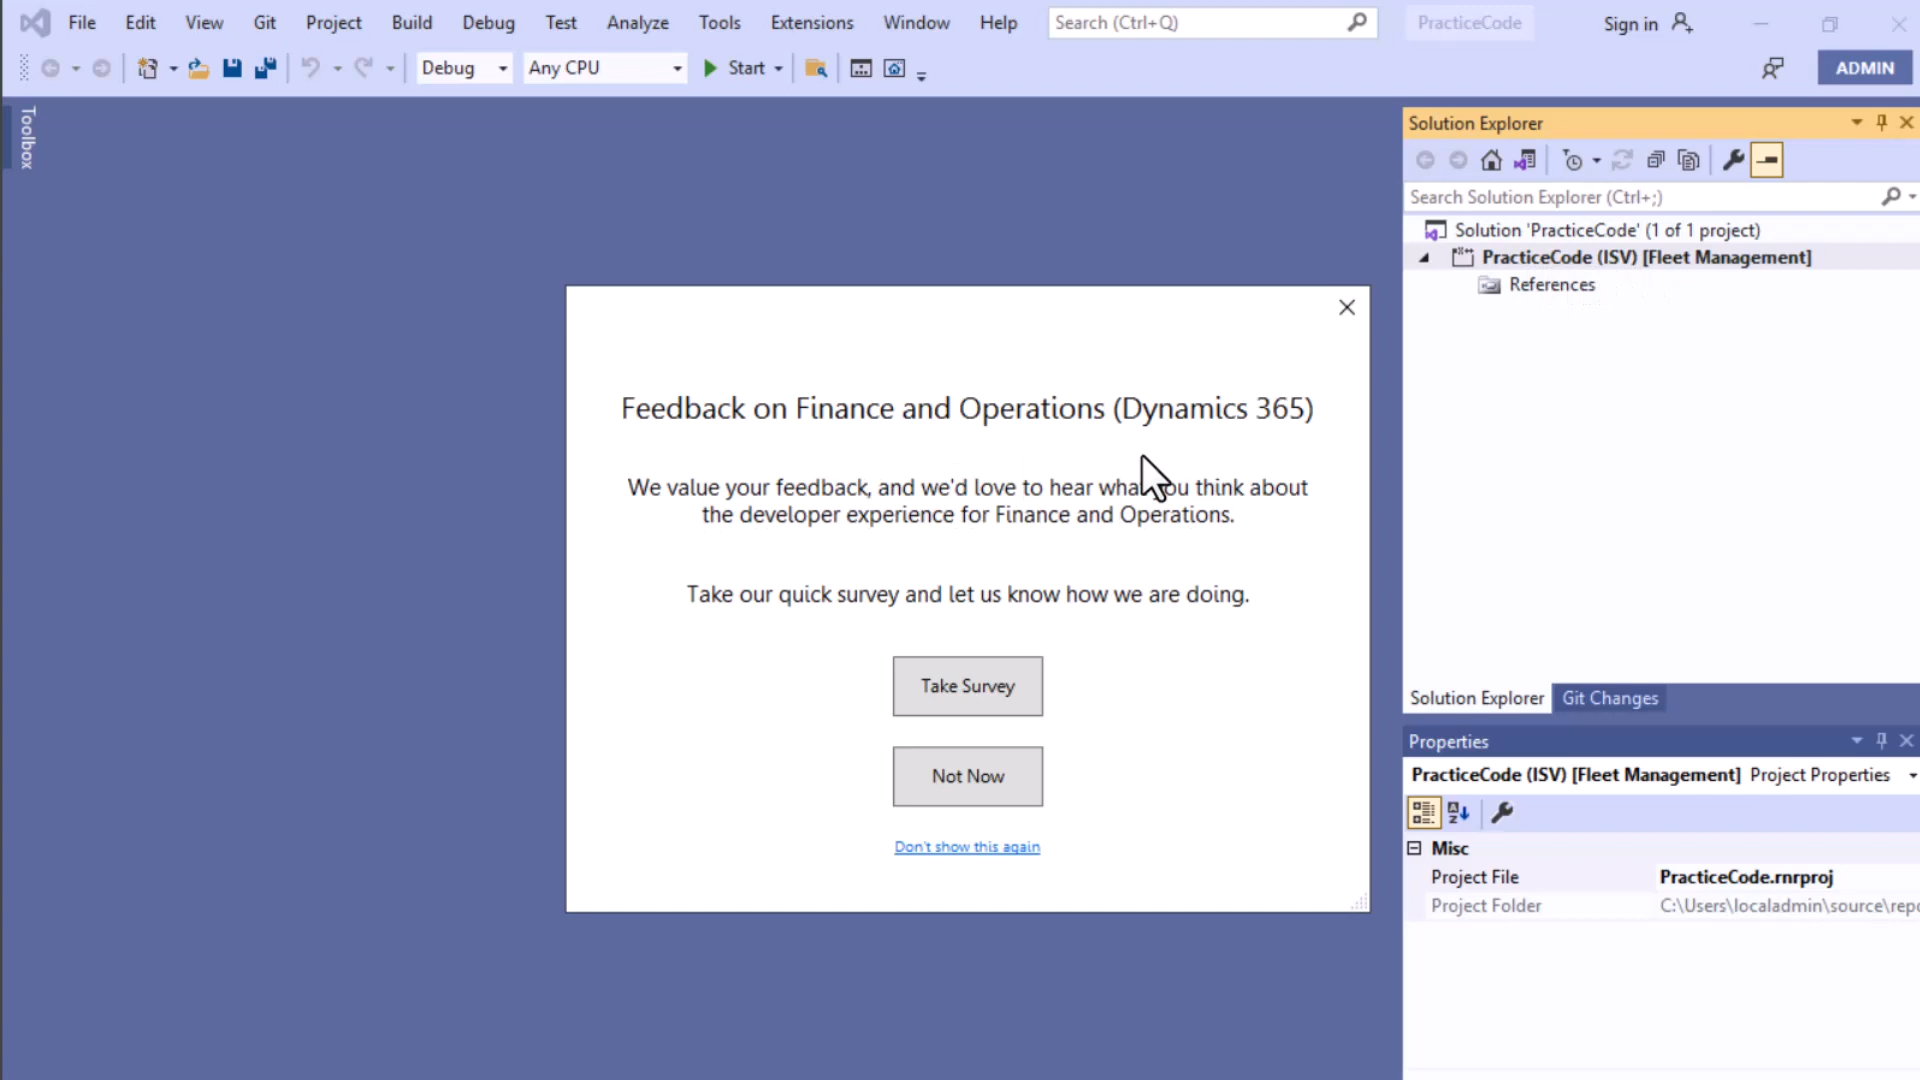 File Edit View Git Project Build Debug Test Analyze Tools Extensions Window Help Search (Ctrl+Q) PracticeCode Sign in
Debug Any CPU Start ADMIN
Toolbox
Solution Explorer
Search Solution Explorer (Ctrl+;)
Solution 'PracticeCode' (1 of 1 project)
PracticeCode (ISV) [Fleet Management]
References
Feedback on Finance and Operations (Dynamics 365)
We value your feedback, and we'd love to hear what you think about
the developer experience for Finance and Operations.
Take our quick survey and let us know how we are doing.
Take Survey
Not Now
Don't show this again
Solution Explorer Git Changes
Properties
PracticeCode (ISV) [Fleet Management] Project Properties
Misc
Project File PracticeCode.rnrproj
Project Folder C:\Users\localadmin\source\repo